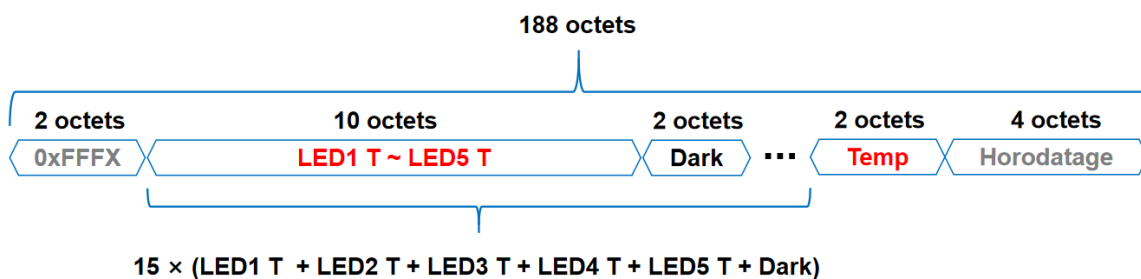 188 octets
2 octets 10 octets 2 octets 2 octets 4 octets
0xFFFX LED1 T ~ LED5 T Dark ... Temp Horodatage
15 × (LED1 T + LED2 T + LED3 T + LED4 T + LED5 T + Dark)